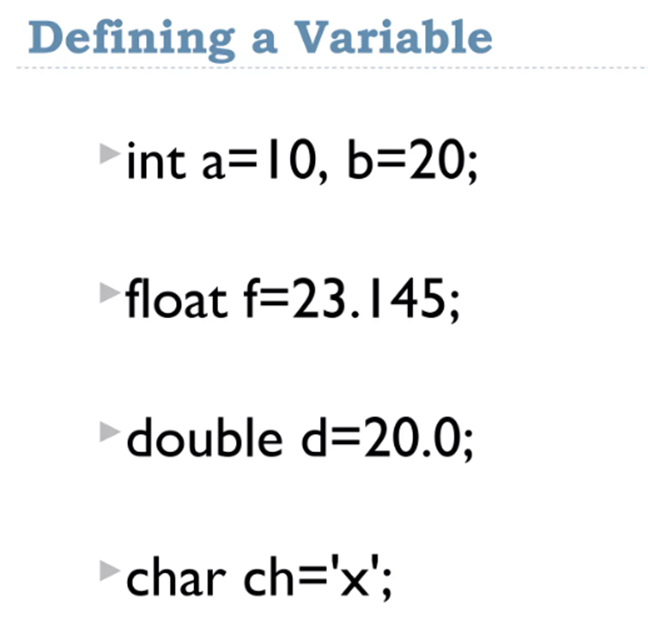 Defining a Variable
int a=10, b=20;
float f=23.145;
double d=20.0;
char ch='x';